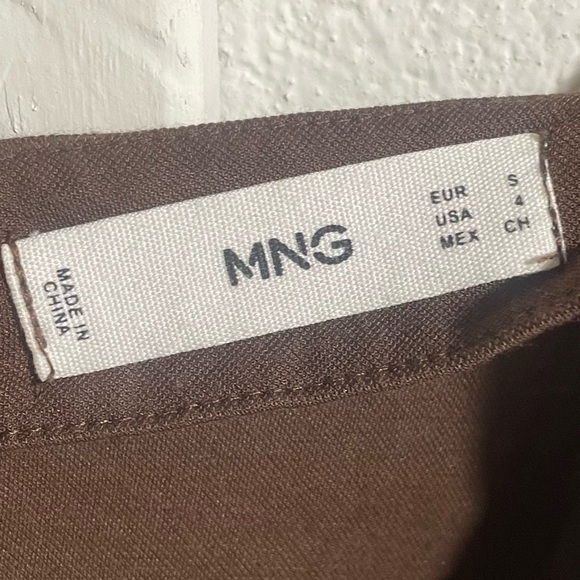 MADE IN
CHINA
MNG
EUR S
USA 4
MEX CH